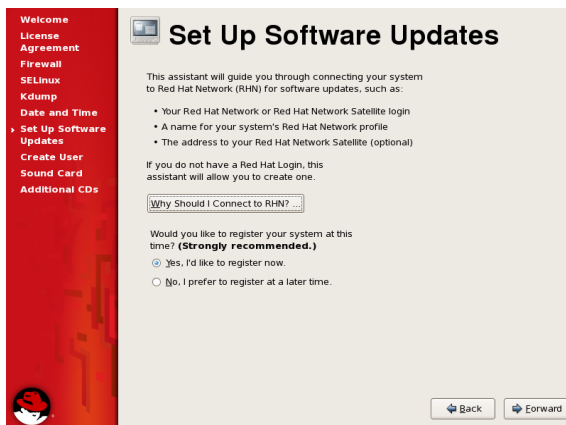 Welcome
License
Agreement
Firewall
SELinux
Kdump
Date and Time
Set Up Software
Updates
Create User
Sound Card
Additional CDs
Set Up Software Updates
This assistant will guide you through connecting your system
to Red Hat Network (RHN) for software updates, such as:
• Your Red Hat Network or Red Hat Network Satellite login
• A name for your system's Red Hat Network profile
• The address to your Red Hat Network Satellite (optional)
If you do not have a Red Hat Login, this
assistant will allow you to create one.
Why Should I Connect to RHN? ...
Would you like to register your system at this
time? (Strongly recommended.)
Yes, I'd like to register now.
No, I prefer to register at a later time.
Back
Forward